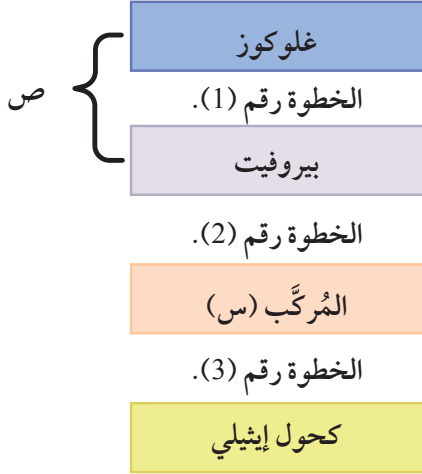 غلوكوز
الخطوة رقم (1).
ص
بيروفيت
الخطوة رقم (2).
المُركَّب (س)
الخطوة رقم (3).
كحول إيثيلي